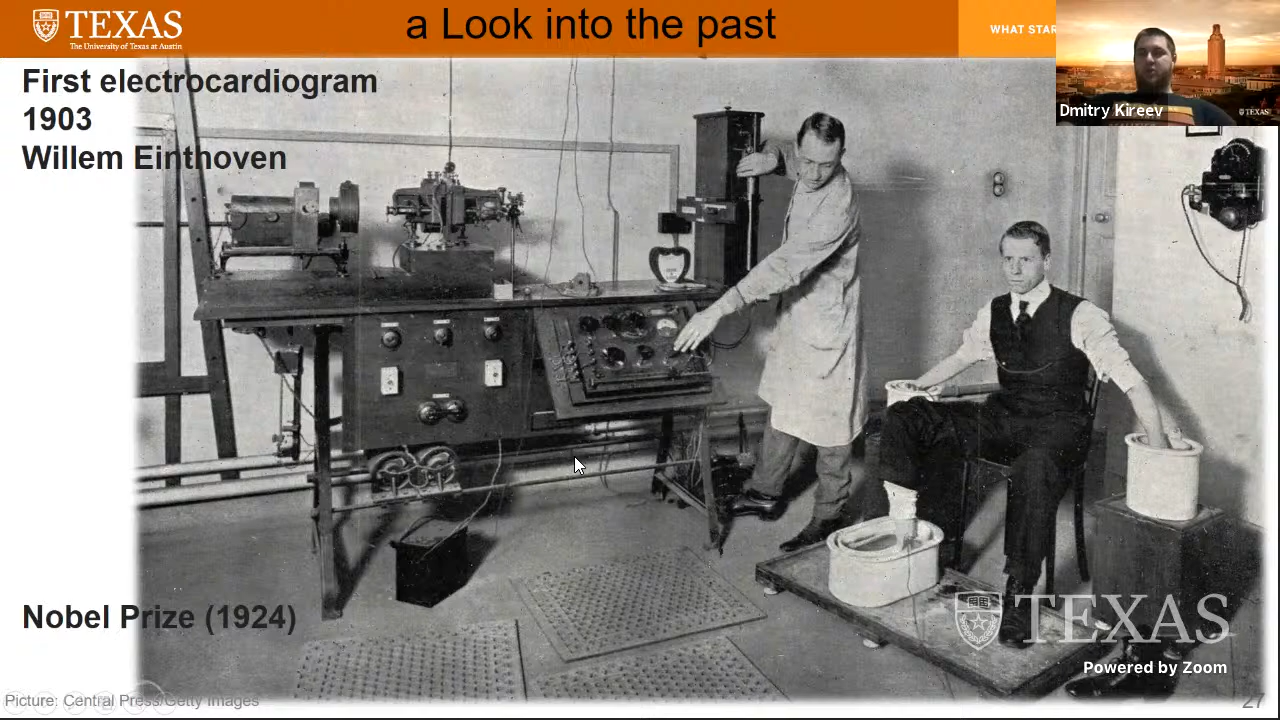 TEXAS
The University of Texas at Austin
a Look into the past
WHAT STAR
Dmitry Kireev
TEXAS
First electrocardiogram
1903
Willem Einthoven
Nobel Prize (1924)
TEXAS
Powered by Zoom
Picture: Central Press/Getty Images
27